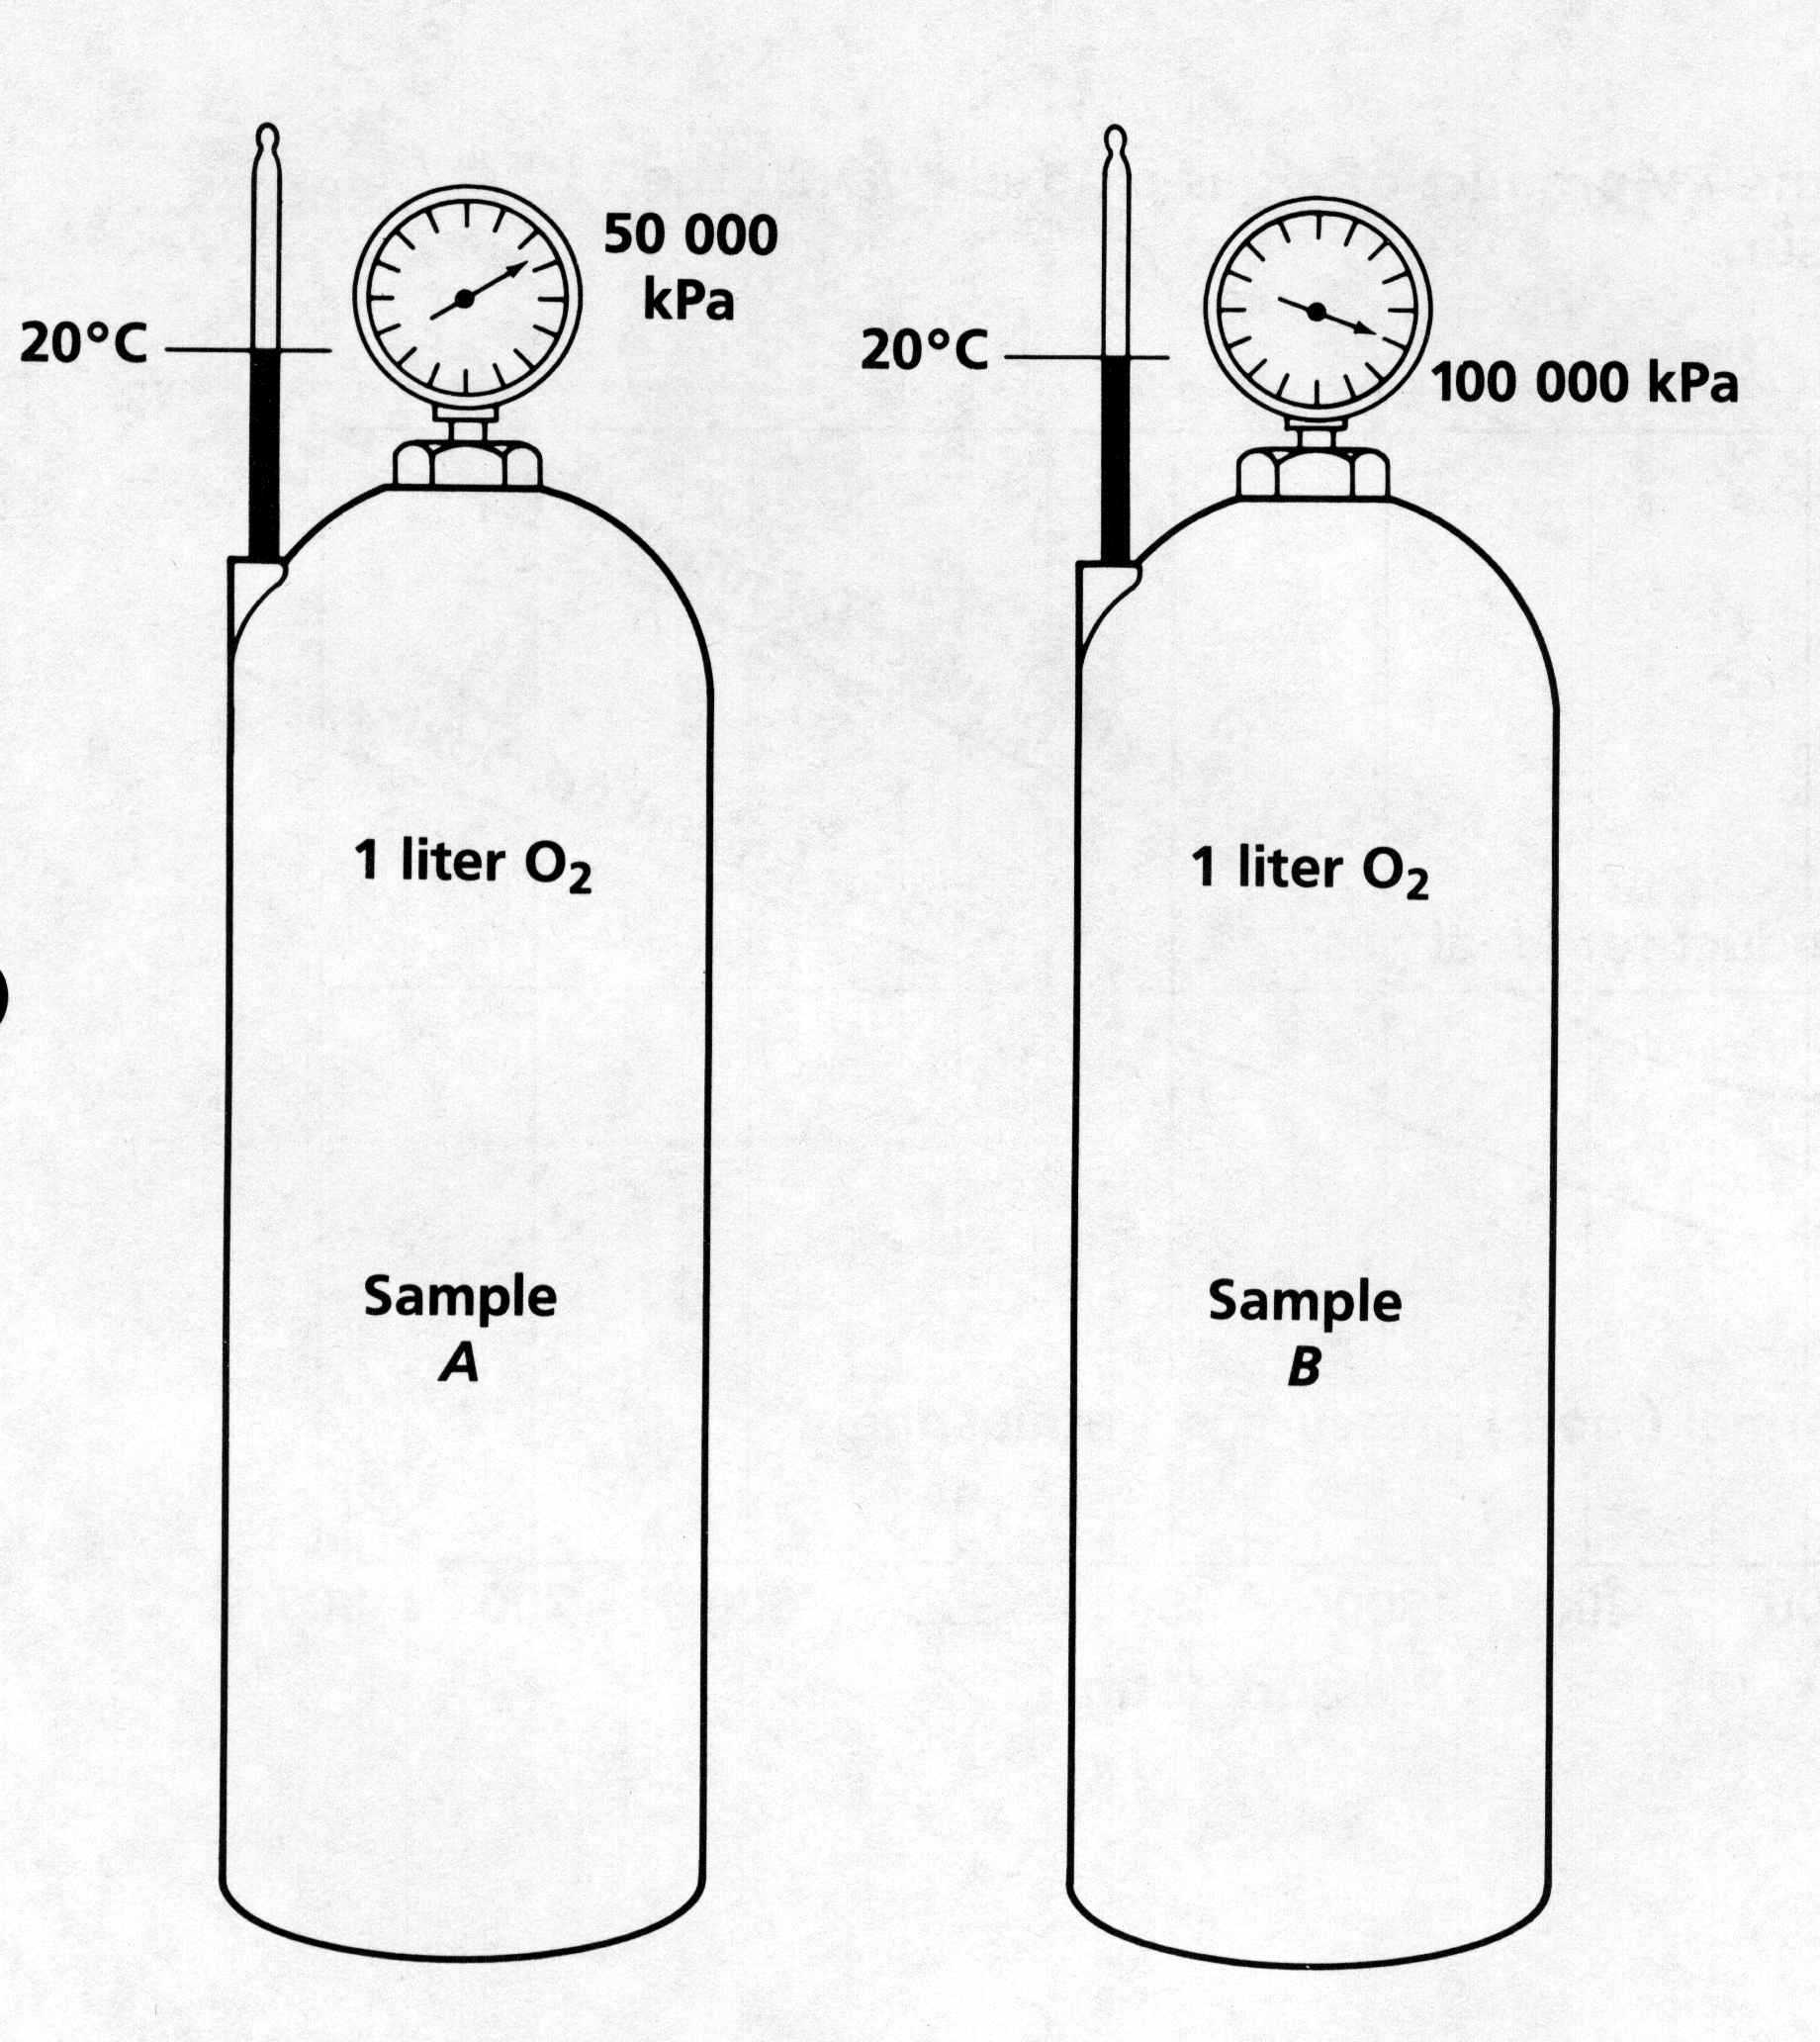 50 000
kPa
20°C
20°C
100 000 kPa
1 liter O₂
1 liter O₂
Sample
A
Sample
B